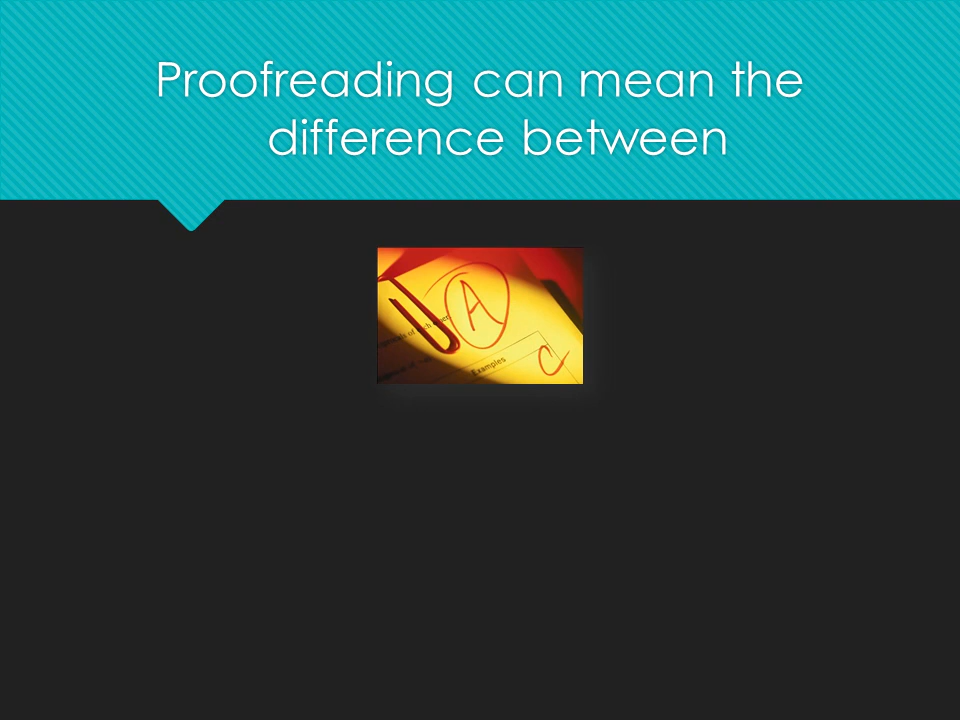 Proofreading can mean the
difference between
A
Examples
C